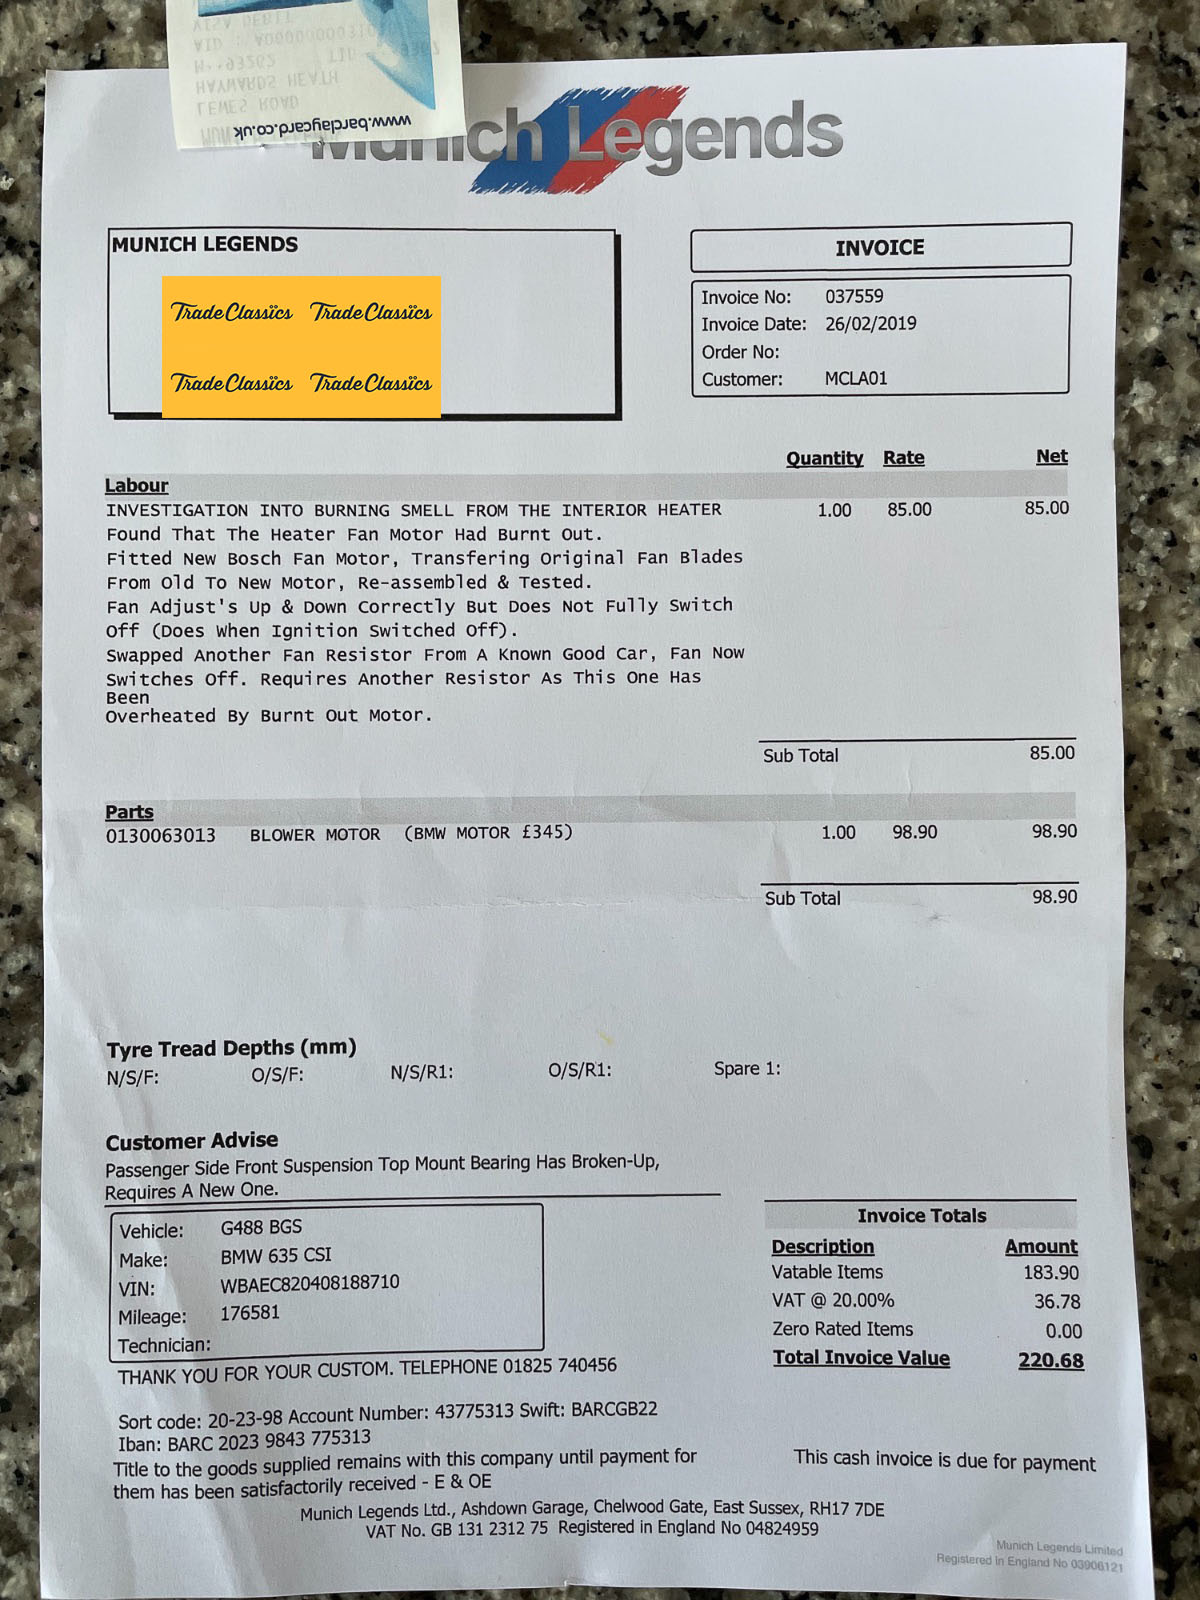 www.barclaycard.co.uk
VISA DEBIT
HAYWARDS HEATH
LEWES ROAD
Munich Legends
MUNICH LEGENDS
Trade Classics Trade Classics
Trade Classics Trade Classics
INVOICE
Invoice No: 037559
Invoice Date: 26/02/2019
Order No:
Customer: MCLA01
Quantity Rate Net
Labour
INVESTIGATION INTO BURNING SMELL FROM THE INTERIOR HEATER 1.00 85.00 85.00
Found That The Heater Fan Motor Had Burnt Out.
Fitted New Bosch Fan Motor, Transfering Original Fan Blades
From Old To New Motor, Re-assembled & Tested.
Fan Adjust's Up & Down Correctly But Does Not Fully Switch
Off (Does When Ignition Switched Off).
Swapped Another Fan Resistor From A Known Good Car, Fan Now
Switches Off. Requires Another Resistor As This One Has
Been
Overheated By Burnt Out Motor.
Sub Total 85.00
Parts
0130063013 BLOWER MOTOR (BMW MOTOR £345) 1.00 98.90 98.90
Sub Total 98.90
Tyre Tread Depths (mm)
N/S/F: O/S/F: N/S/R1: O/S/R1: Spare 1:
Customer Advise
Passenger Side Front Suspension Top Mount Bearing Has Broken-Up,
Requires A New One.
Vehicle: G488 BGS
Make: BMW 635 CSI
VIN: WBAEC820408188710
Mileage: 176581
Technician:
Invoice Totals
Description Amount
Vatable Items 183.90
VAT @ 20.00% 36.78
Zero Rated Items 0.00
Total Invoice Value 220.68
THANK YOU FOR YOUR CUSTOM. TELEPHONE 01825 740456
Sort code: 20-23-98 Account Number: 43775313 Swift: BARCGB22
Iban: BARC 2023 9843 775313
Title to the goods supplied remains with this company until payment for
them has been satisfactorily received - E & OE
This cash invoice is due for payment
Munich Legends Ltd., Ashdown Garage, Chelwood Gate, East Sussex, RH17 7DE
VAT No. GB 131 2312 75 Registered in England No 04824959
Munich Legends Limited
Registered In England No 03906121